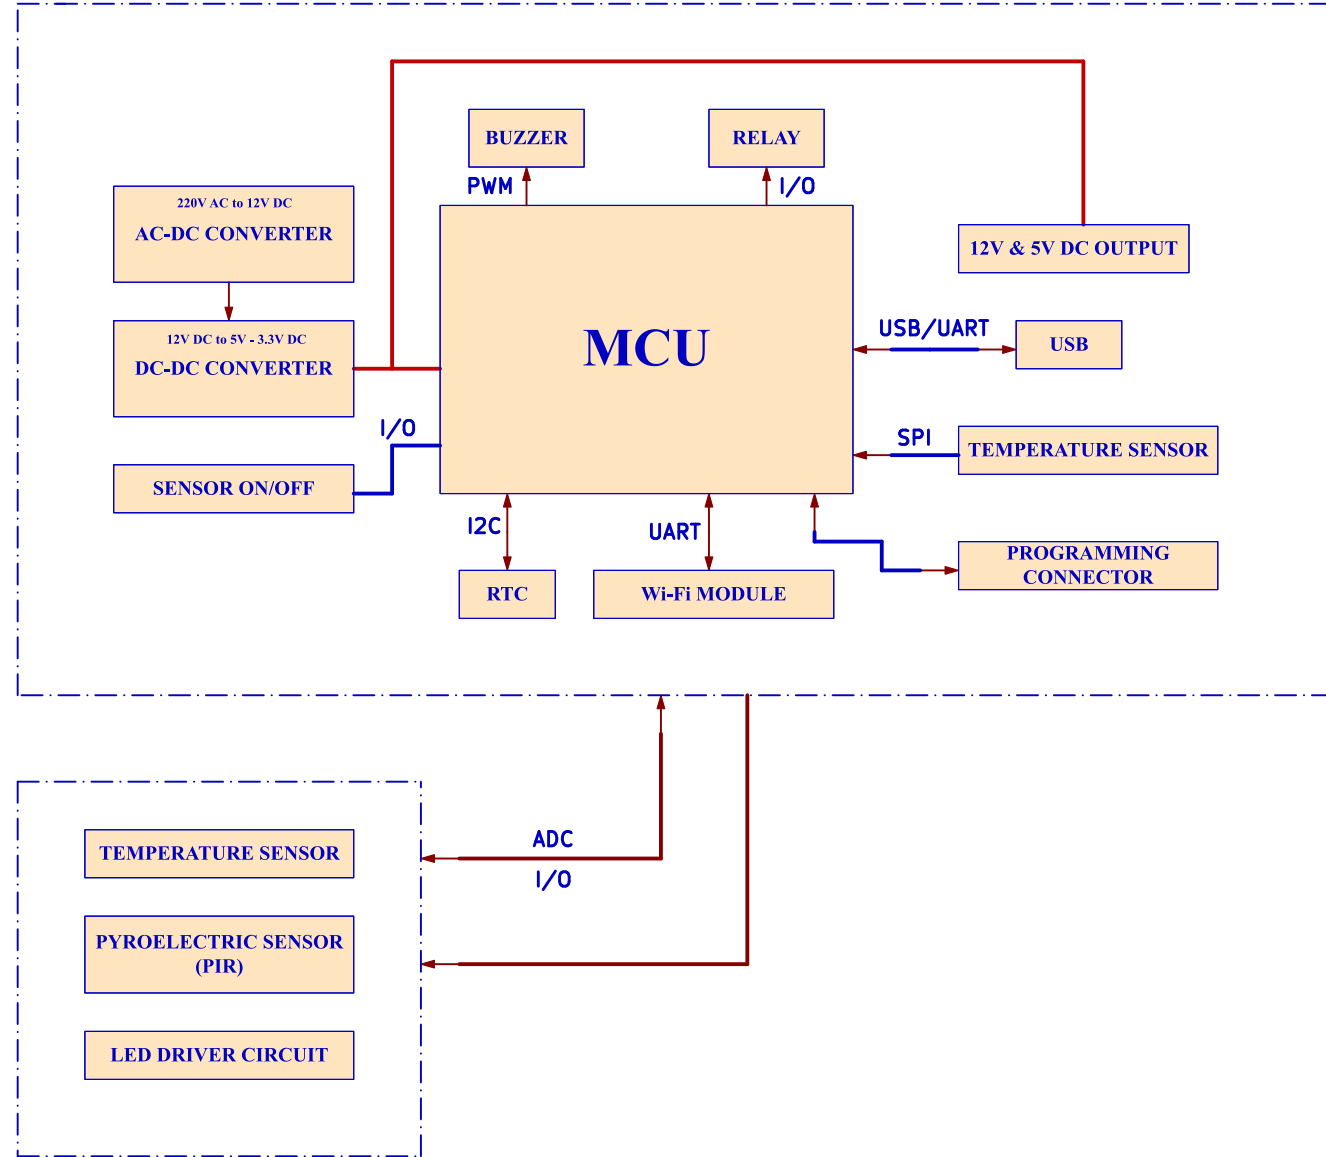 BUZZER
RELAY
PWM
I/O
220V AC to 12V DC
AC-DC CONVERTER
12V & 5V DC OUTPUT
MCU
12V DC to 5V - 3.3V DC
DC-DC CONVERTER
USB/UART
USB
I/O
SPI
TEMPERATURE SENSOR
SENSOR ON/OFF
I2C
UART
RTC
Wi-Fi MODULE
PROGRAMMING
CONNECTOR
TEMPERATURE SENSOR
ADC
I/O
PYROELECTRIC SENSOR
(PIR)
LED DRIVER CIRCUIT